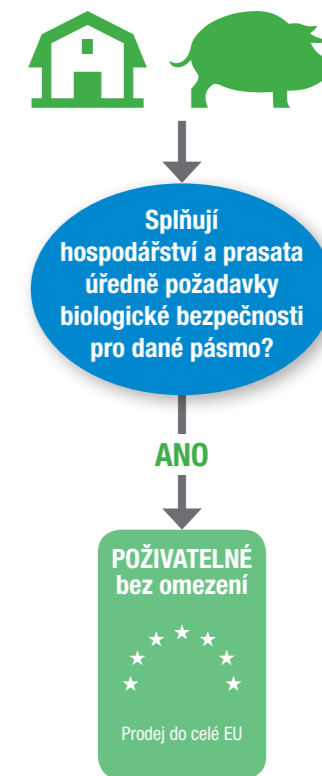 Splňují
hospodářství a prasata
úředně požadavky
biologické bezpečnosti
pro dané pásmo?
ANO
POŽIVATELNÉ
bez omezení
Prodej do celé EU